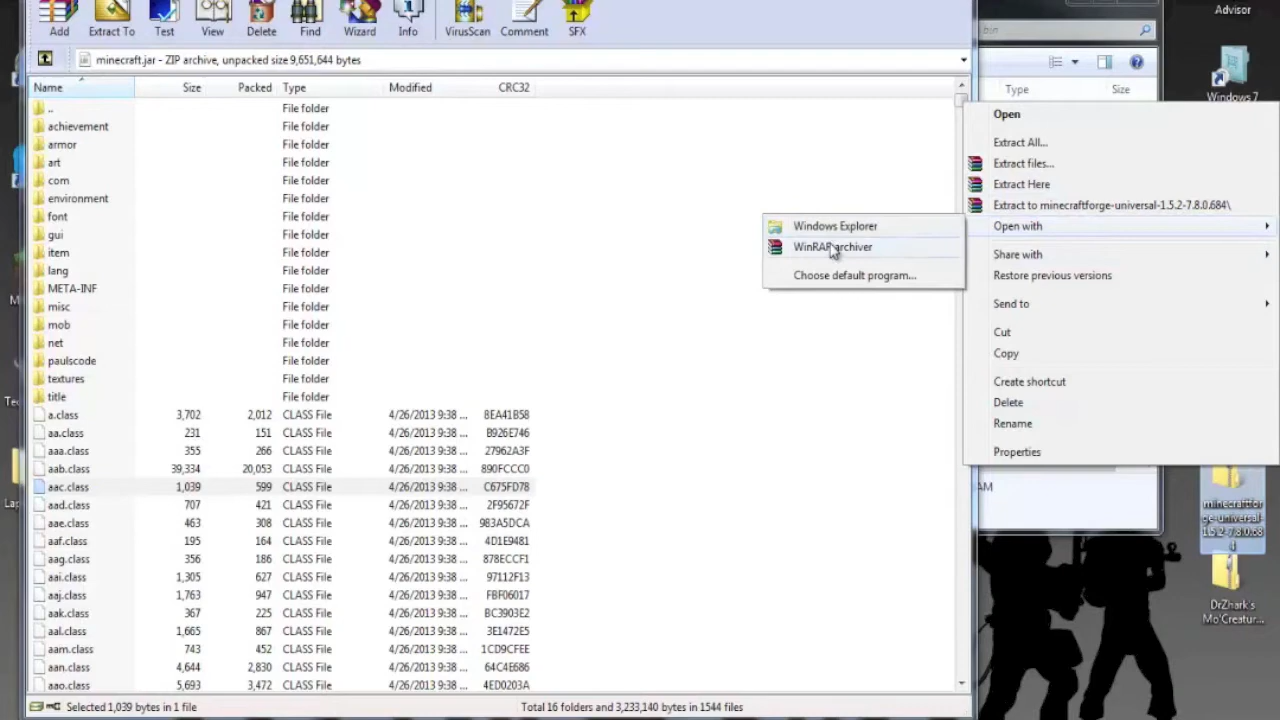 Add
Extract To
Test
View
Delete
Find
Wizard
Info
VirusScan
Comment
SFX
minecraft.jar - ZIP archive, unpacked size 9,651,644 bytes
Name Size Packed Type Modified CRC32
.. File folder
achievement File folder
armor File folder
art File folder
com File folder
environment File folder
font File folder
gui File folder
item File folder
lang File folder
META-INF File folder
misc File folder
mob File folder
net File folder
paulscode File folder
textures File folder
title File folder
a.class 3,702 2,012 CLASS File 4/26/2013 9:38 ... 8EA41B58
aa.class 231 151 CLASS File 4/26/2013 9:38 ... B926E746
aaa.class 355 266 CLASS File 4/26/2013 9:38 ... 27962A3F
aab.class 39,334 20,053 CLASS File 4/26/2013 9:38 ... 890FCCC0
aac.class 1,039 599 CLASS File 4/26/2013 9:38 ... C675FD78
aad.class 707 421 CLASS File 4/26/2013 9:38 ... 2F95672F
aae.class 463 308 CLASS File 4/26/2013 9:38 ... 983A5DCA
aaf.class 195 164 CLASS File 4/26/2013 9:38 ... 4D1E9481
aag.class 356 186 CLASS File 4/26/2013 9:38 ... 878ECCF1
aai.class 1,305 627 CLASS File 4/26/2013 9:38 ... 97112F13
aaj.class 1,763 947 CLASS File 4/26/2013 9:38 ... FBF06017
aak.class 367 225 CLASS File 4/26/2013 9:38 ... BC3903E2
aal.class 1,665 867 CLASS File 4/26/2013 9:38 ... 3E1472E5
aam.class 743 452 CLASS File 4/26/2013 9:38 ... 1CD9CFEE
aan.class 4,644 2,830 CLASS File 4/26/2013 9:38 ... 64C4E686
aao.class 5,693 3,472 CLASS File 4/26/2013 9:38 ... 4ED0203A
Selected 1,039 bytes in 1 file
Total 16 folders and 3,233,140 bytes in 1544 files
Windows Explorer
WinRAR archiver
Choose default program...
bin
Type Size
Open
Extract All...
Extract files...
Extract Here
Extract to minecraftforge-universal-1.5.2-7.8.0.684\
Open with
Share with
Restore previous versions
Send to
Cut
Copy
Create shortcut
Delete
Rename
Properties
AM
Advisor
Windows 7
minecraftfor
ge-universal-
1.5.2-7.8.0.68
4
DrZhark's
Mo'Creatur...